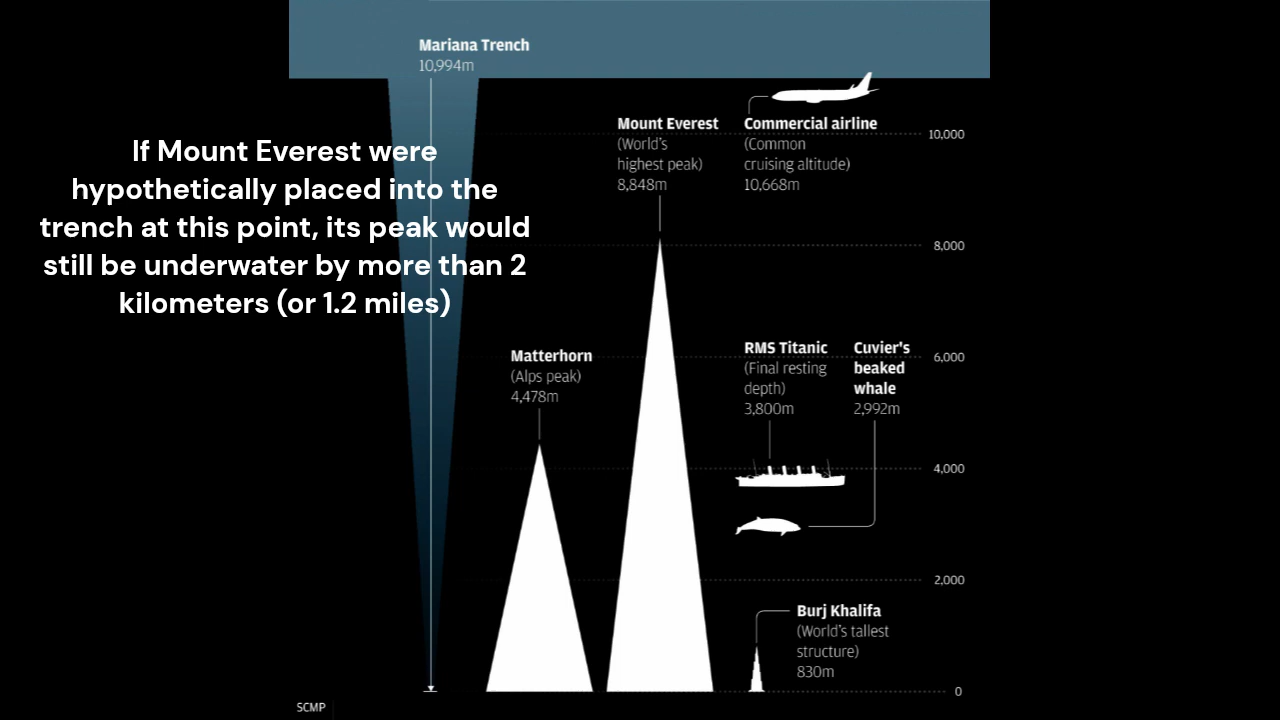 Mariana Trench
10,994m
If Mount Everest were
hypothetically placed into the
trench at this point, its peak would
still be underwater by more than 2
kilometers (or 1.2 miles)
Mount Everest
(World's
highest peak)
8,848m
Commercial airline
(Common
cruising altitude)
10,668m
10,000
8,000
Matterhorn
(Alps peak)
4,478m
RMS Titanic
(Final resting
depth)
3,800m
Cuvier's
beaked
whale
2,992m
6,000
4,000
2,000
Burj Khalifa
(World's tallest
structure)
830m
0
SCMP